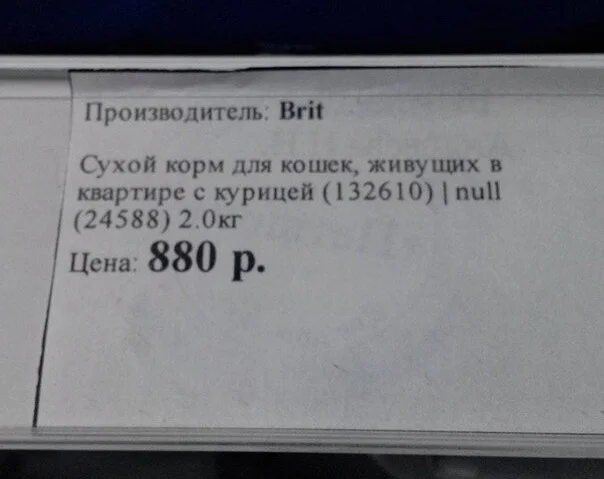 Производитель: Brit
Сухой корм для кошек, живущих в
квартире с курицей (132610) | null
(24588) 2.0кг
Цена: 880 р.